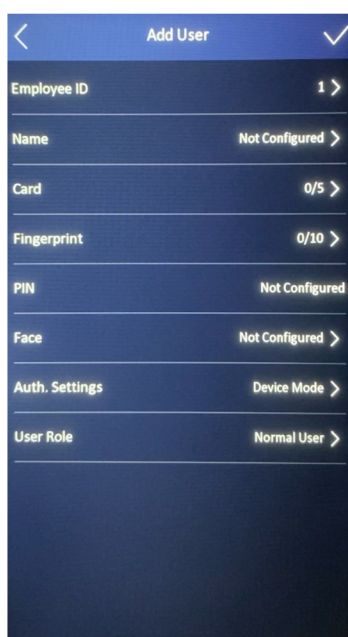 Add User
Employee ID 1
Name Not Configured
Card 0/5
Fingerprint 0/10
PIN Not Configured
Face Not Configured
Auth. Settings Device Mode
User Role Normal User